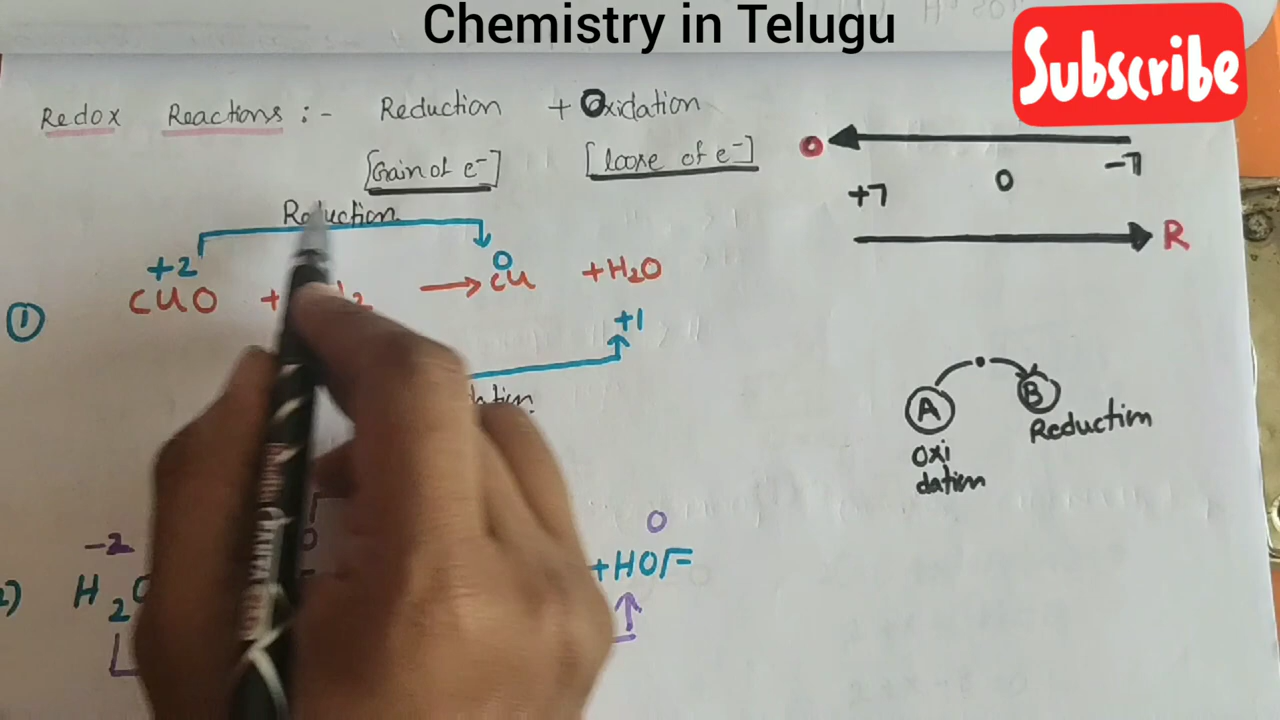 Chemistry in Telugu
Subscribe
Redox Reactions :- Reduction + Oxidation
[Gain of e-] [loose of e-]
O
+7 0 -7
R
Reduction
+2 0
① CUO + 2 → CU + H2O
+1
A B
Oxi
dation
Reduction
-2 0
H2O + HOF